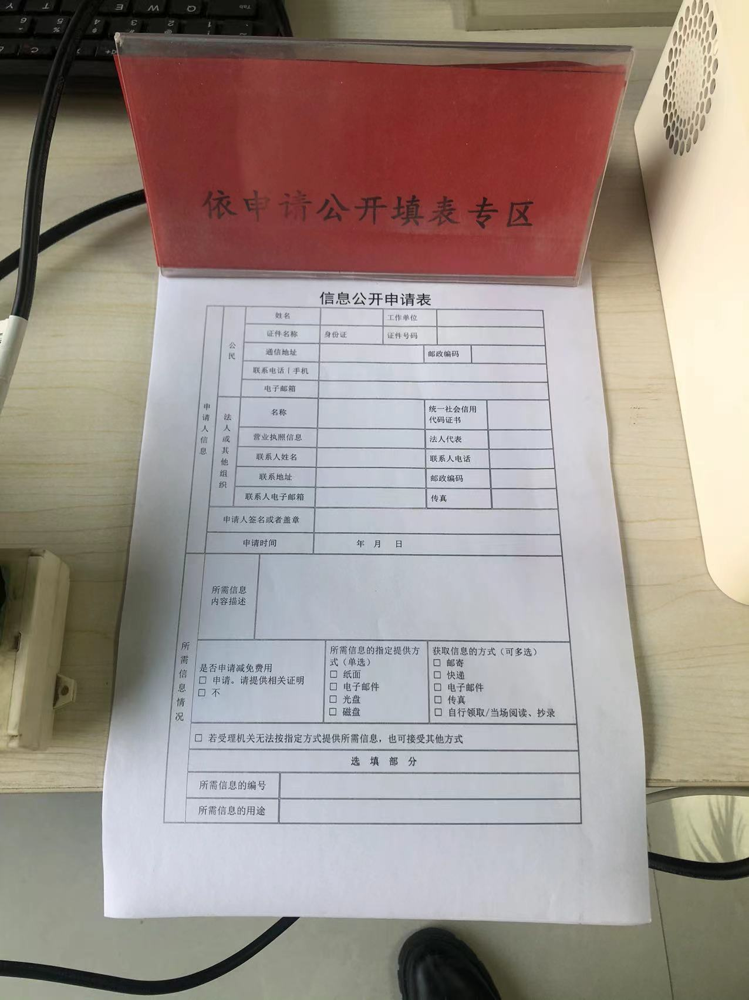 依申请公开填表专区
信息公开申请表
申请人信息
公民
姓名
工作单位
证件名称
身份证
证件号码
通信地址
邮政编码
联系电话|手机
电子邮箱
法人或其他组织
名称
统一社会信用
代码证书
营业执照信息
法人代表
联系人姓名
联系人电话
联系地址
邮政编码
联系人电子邮箱
传真
申请人签名或者盖章
申请时间
年 月 日
所需信息情况
所需信息
内容描述
是否申请减免费用
□ 申请。请提供相关证明
□ 不
所需信息的指定提供方
式（单选）
□ 纸面
□ 电子邮件
□ 光盘
□ 磁盘
获取信息的方式（可多选）
□ 邮寄
□ 快递
□ 电子邮件
□ 传真
□ 自行领取/当场阅读、抄录
□ 若受理机关无法按指定方式提供所需信息，也可接受其他方式
选 填 部 分
所需信息的编号
所需信息的用途